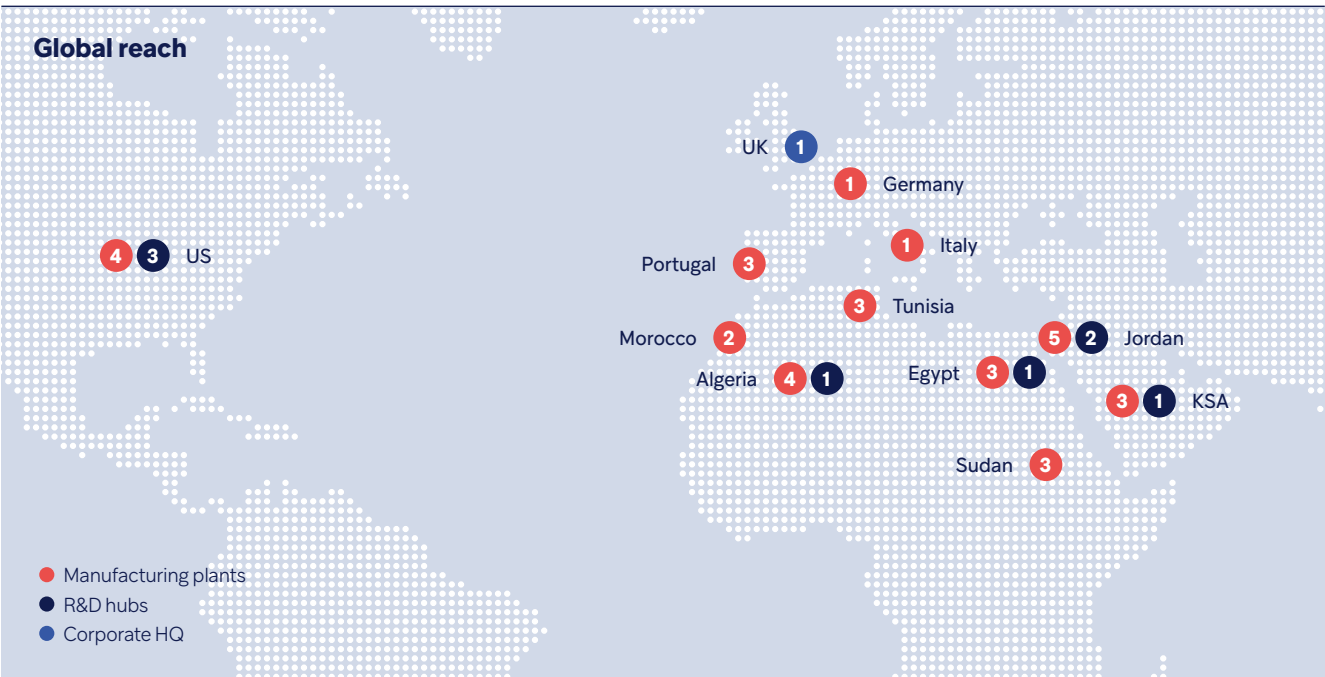 Global reach
UK 1
1 Germany
4 3 US
1 Italy
Portugal 3
3 Tunisia
Morocco 2
5 2 Jordan
Algeria 4 1
Egypt 3 1
3 1 KSA
Sudan 3
Manufacturing plants
R&D hubs
Corporate HQ